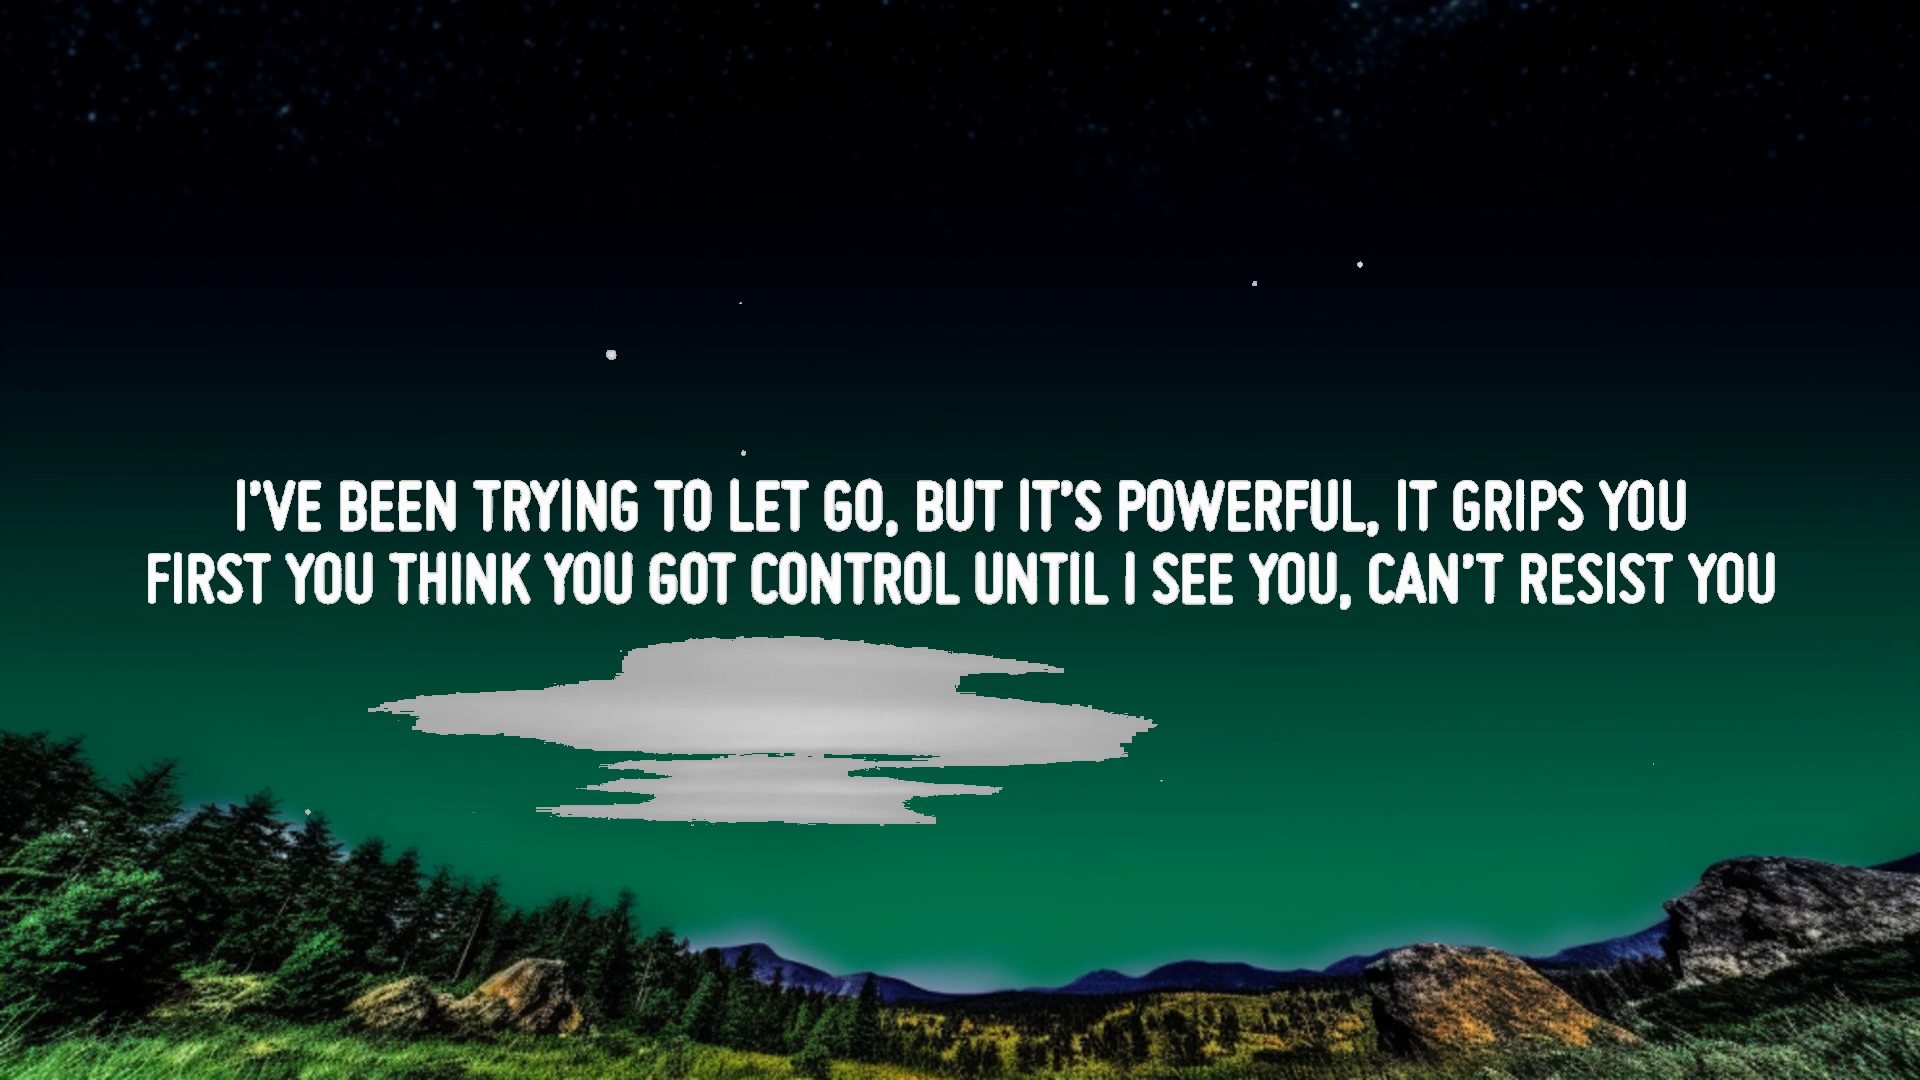 I'VE BEEN TRYING TO LET GO, BUT IT'S POWERFUL, IT GRIPS YOU
FIRST YOU THINK YOU GOT CONTROL UNTIL I SEE YOU, CAN'T RESIST YOU